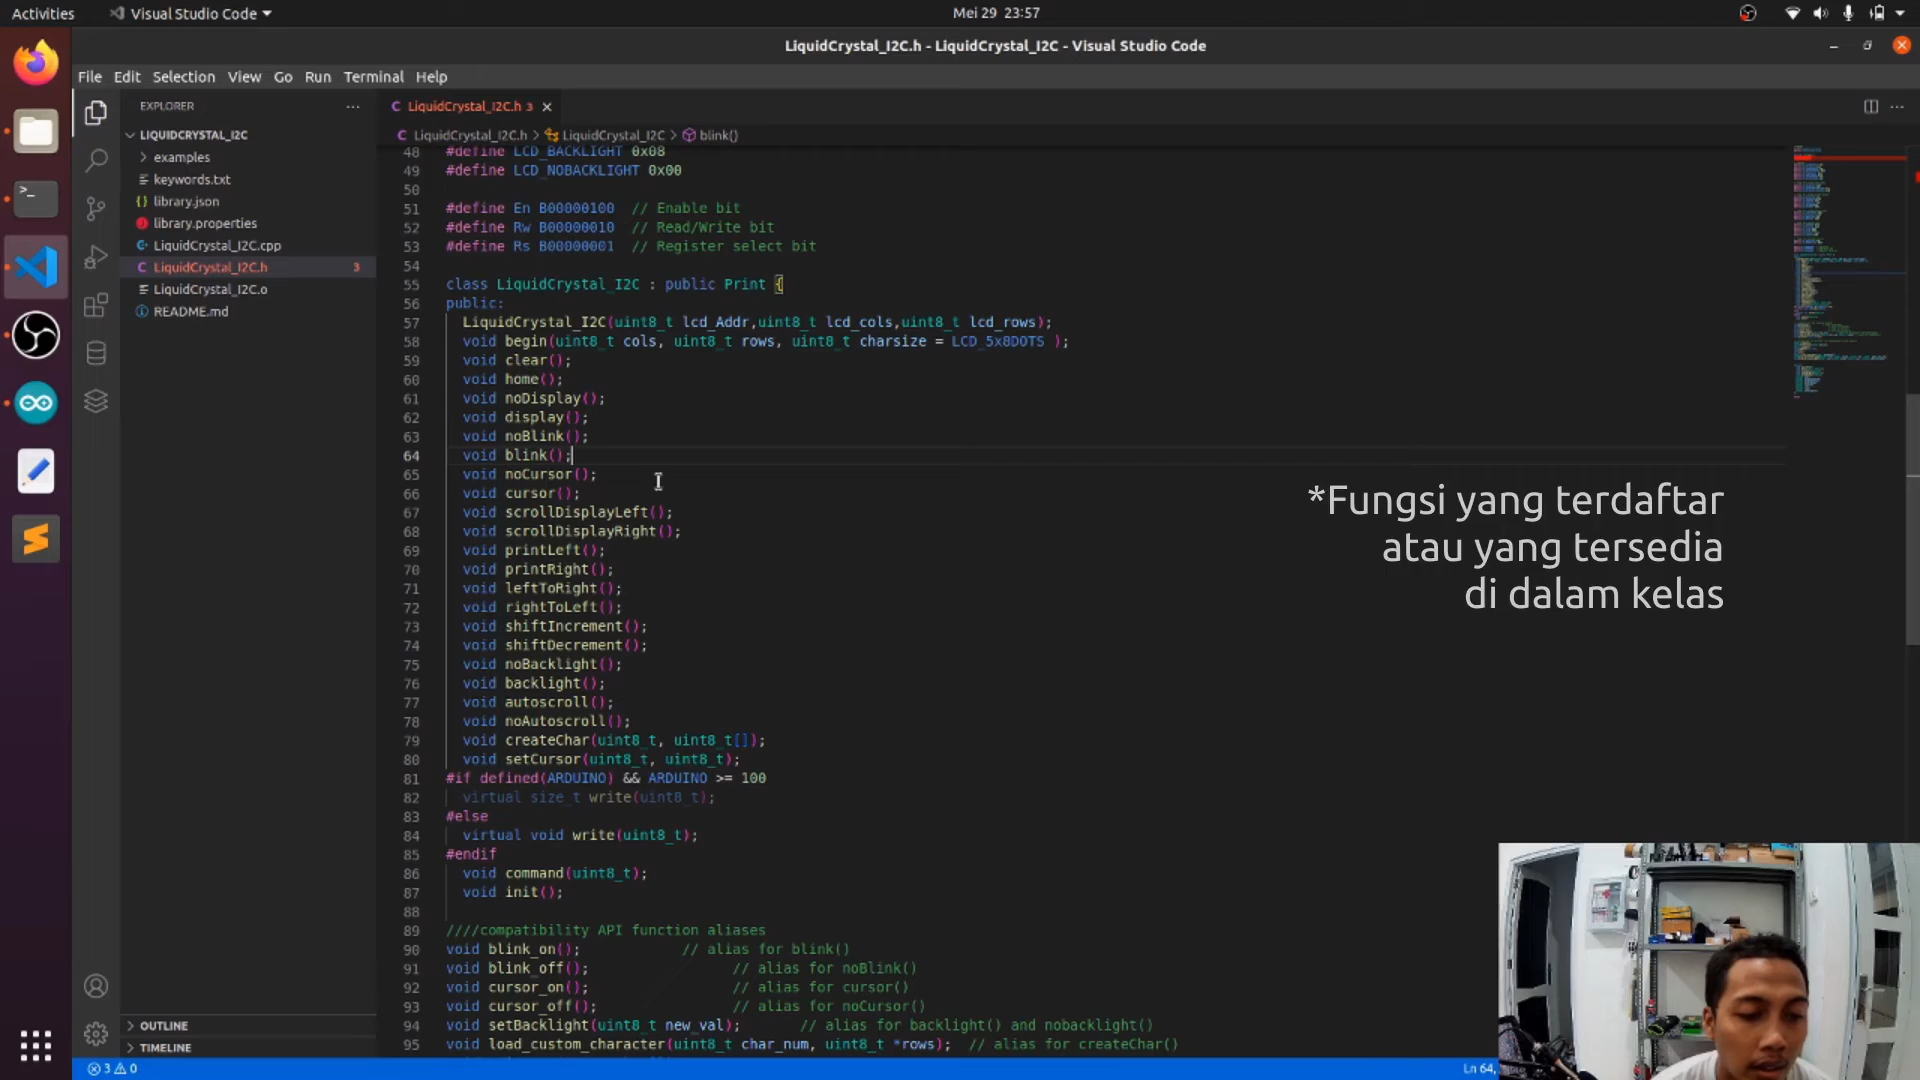 Activities
Visual Studio Code
Mei 29 23:57
LiquidCrystal_I2C.h - LiquidCrystal_I2C - Visual Studio Code
File Edit Selection View Go Run Terminal Help
EXPLORER
LIQUIDCRYSTAL_I2C
examples
keywords.txt
library.json
library.properties
LiquidCrystal_I2C.cpp
LiquidCrystal_I2C.h 3
LiquidCrystal_I2C.o
README.md
OUTLINE
TIMELINE
LiquidCrystal_I2C.h 3
LiquidCrystal_I2C.h > LiquidCrystal_I2C > blink()
48 #define LCD_BACKLIGHT 0x08
49 #define LCD_NOBACKLIGHT 0x00
50
51 #define En B00000100 // Enable bit
52 #define Rw B00000010 // Read/Write bit
53 #define Rs B00000001 // Register select bit
54
55 class LiquidCrystal_I2C : public Print {
56 public:
57 LiquidCrystal_I2C(uint8_t lcd_Addr,uint8_t lcd_cols,uint8_t lcd_rows);
58 void begin(uint8_t cols, uint8_t rows, uint8_t charsize = LCD_5x8DOTS );
59 void clear();
60 void home();
61 void noDisplay();
62 void display();
63 void noBlink();
64 void blink();
65 void noCursor();
66 void cursor();
67 void scrollDisplayLeft();
68 void scrollDisplayRight();
69 void printLeft();
70 void printRight();
71 void leftToRight();
72 void rightToLeft();
73 void shiftIncrement();
74 void shiftDecrement();
75 void noBacklight();
76 void backlight();
77 void autoscroll();
78 void noAutoscroll();
79 void createChar(uint8_t, uint8_t[]);
80 void setCursor(uint8_t, uint8_t);
81 #if defined(ARDUINO) && ARDUINO >= 100
82 virtual size_t write(uint8_t);
83 #else
84 virtual void write(uint8_t);
85 #endif
86 void command(uint8_t);
87 void init();
88
89 ////compatibility API function aliases
90 void blink_on(); // alias for blink()
91 void blink_off(); // alias for noBlink()
92 void cursor_on(); // alias for cursor()
93 void cursor_off(); // alias for noCursor()
94 void setBacklight(uint8_t new_val); // alias for backlight() and nobacklight()
95 void load_custom_character(uint8_t char_num, uint8_t *rows); // alias for createChar()
*Fungsi yang terdaftar
atau yang tersedia
di dalam kelas
3 0
Ln 64,